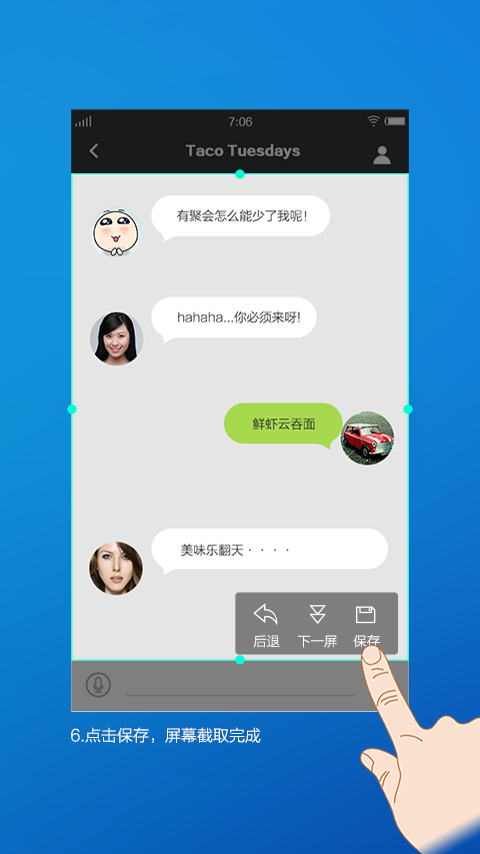 7:06
Taco Tuesdays
有聚会怎么能少了我呢!
hahaha...你必须来呀!
鲜虾云吞面
美味乐翻天····
后退 下一屏 保存
6.点击保存，屏幕截取完成